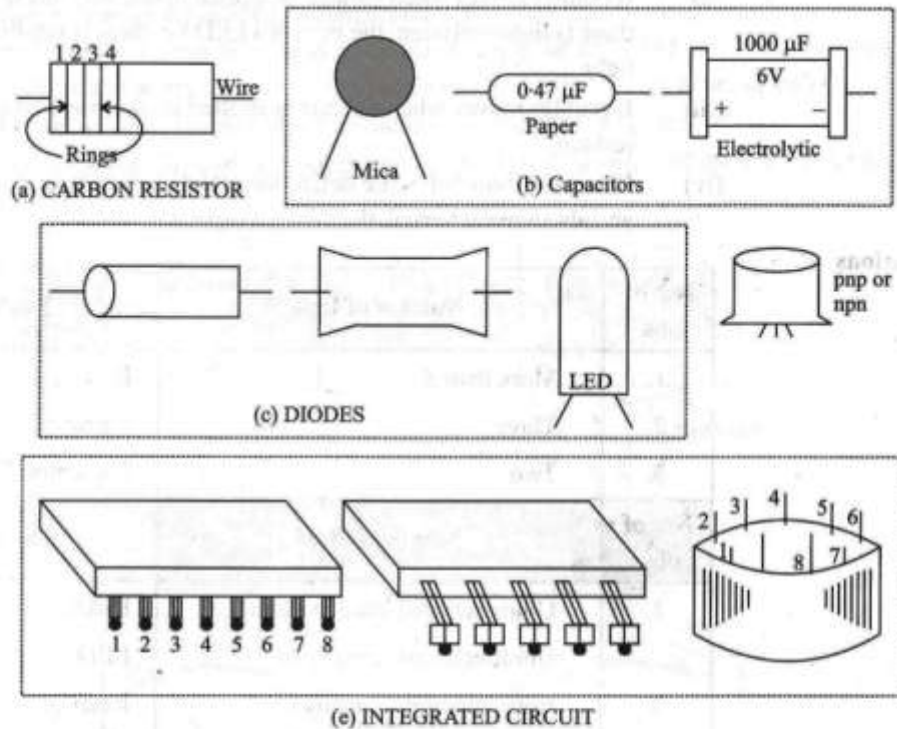 1 2 3 4
Wire
Rings
(a) CARBON RESISTOR
Mica
0·47 µF
Paper
1000 µF
6V
+ −
Electrolytic
(b) Capacitors
LED
(c) DIODES
pnp or
npn
1 2 3 4 5 6 7 8
2 3 4 5 6
1 8 7
(e) INTEGRATED CIRCUIT